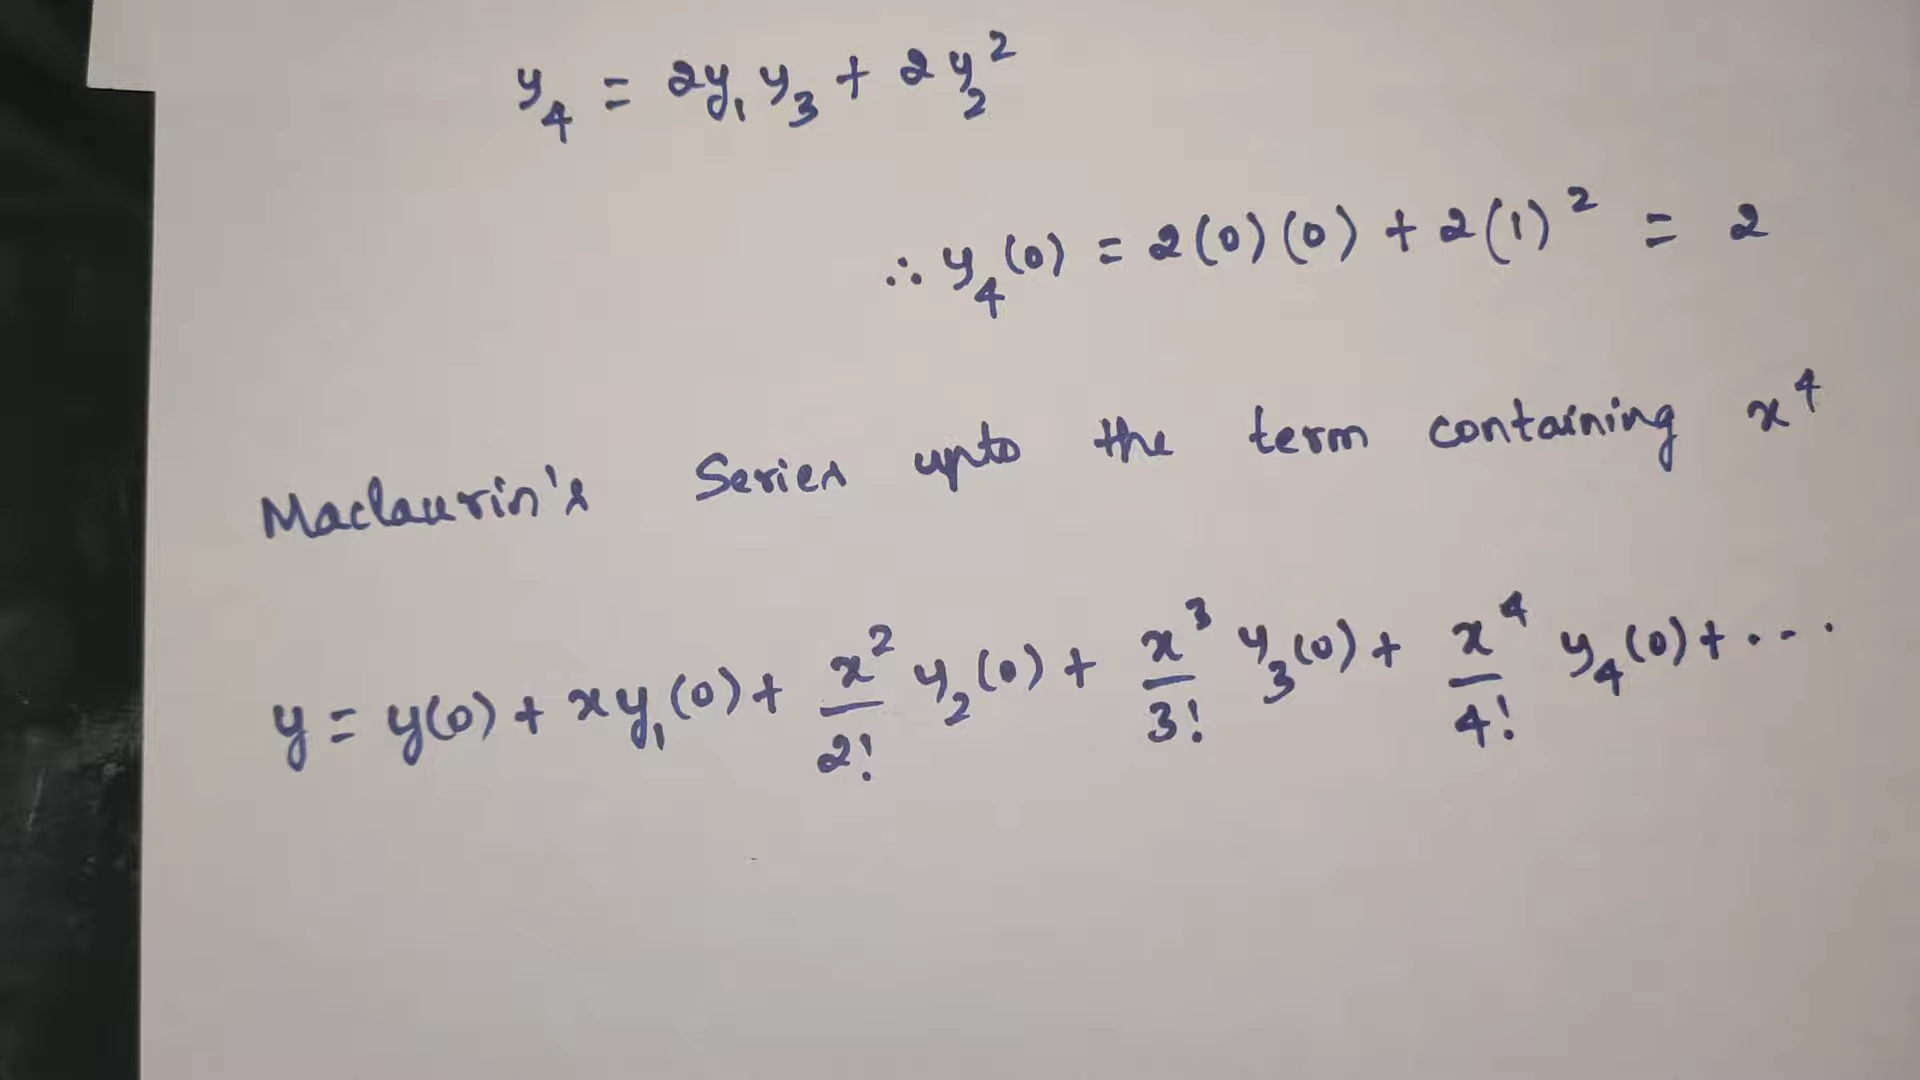 y₄ = 2y₁ y₃ + 2y₂²
∴ y₄(0) = 2(0)(0) + 2(1)² = 2
Maclaurin's Series upto the term containing x⁴
y = y(0) + xy₁(0) + x²/2! y₂(0) + x³/3! y₃(0) + x⁴/4! y₄(0) + ....